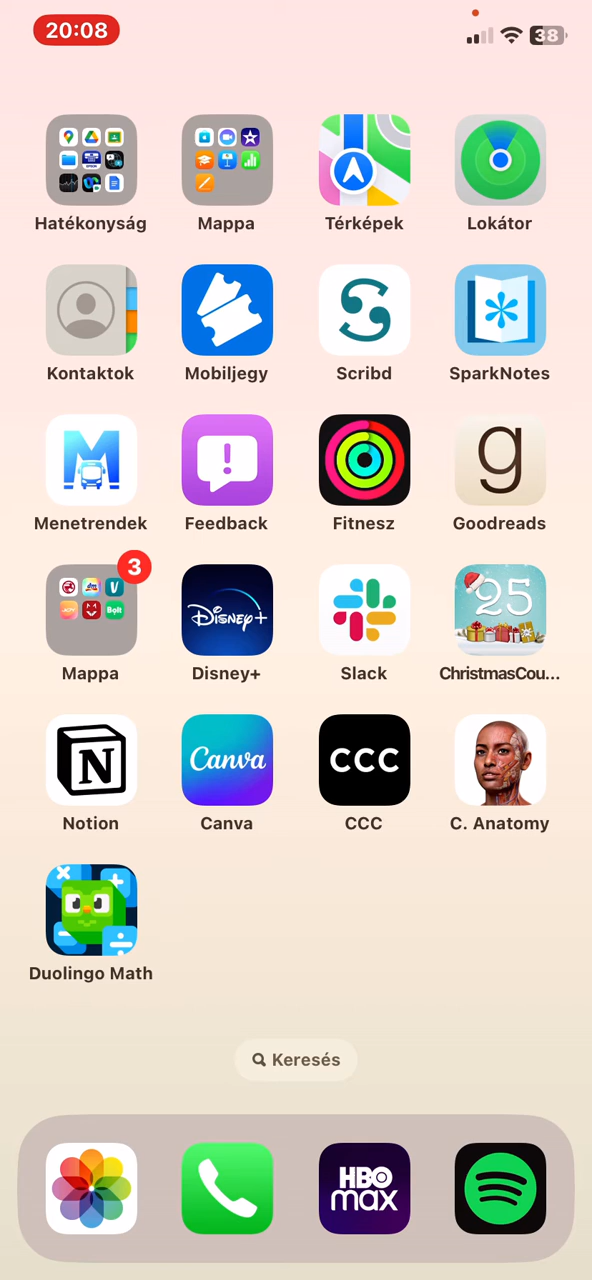 20:08
38
Hatékonyság
Mappa
Térképek
Lokátor
Kontaktok
Mobiljegy
Scribd
SparkNotes
M
!
g
Menetrendek
Feedback
Fitnesz
Goodreads
3
Bolt
Disney+
25
Mappa
Disney+
Slack
ChristmasCou...
N
Canva
CCC
Notion
Canva
CCC
C. Anatomy
Duolingo Math
Keresés
HBO
max